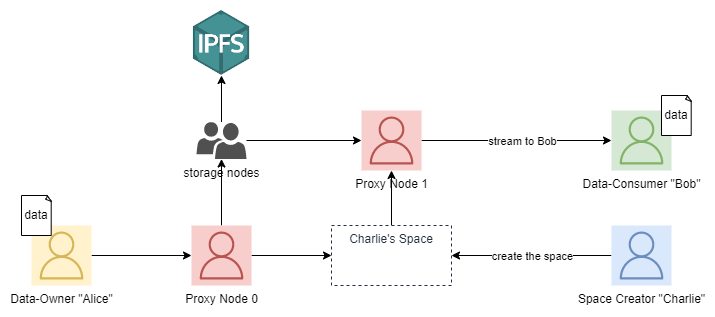 IPFS
data
stream to Bob
storage nodes
Proxy Node 1
Data-Consumer "Bob"
data
Charlie's Space
create the space
Data-Owner "Alice"
Proxy Node 0
Space Creator "Charlie"